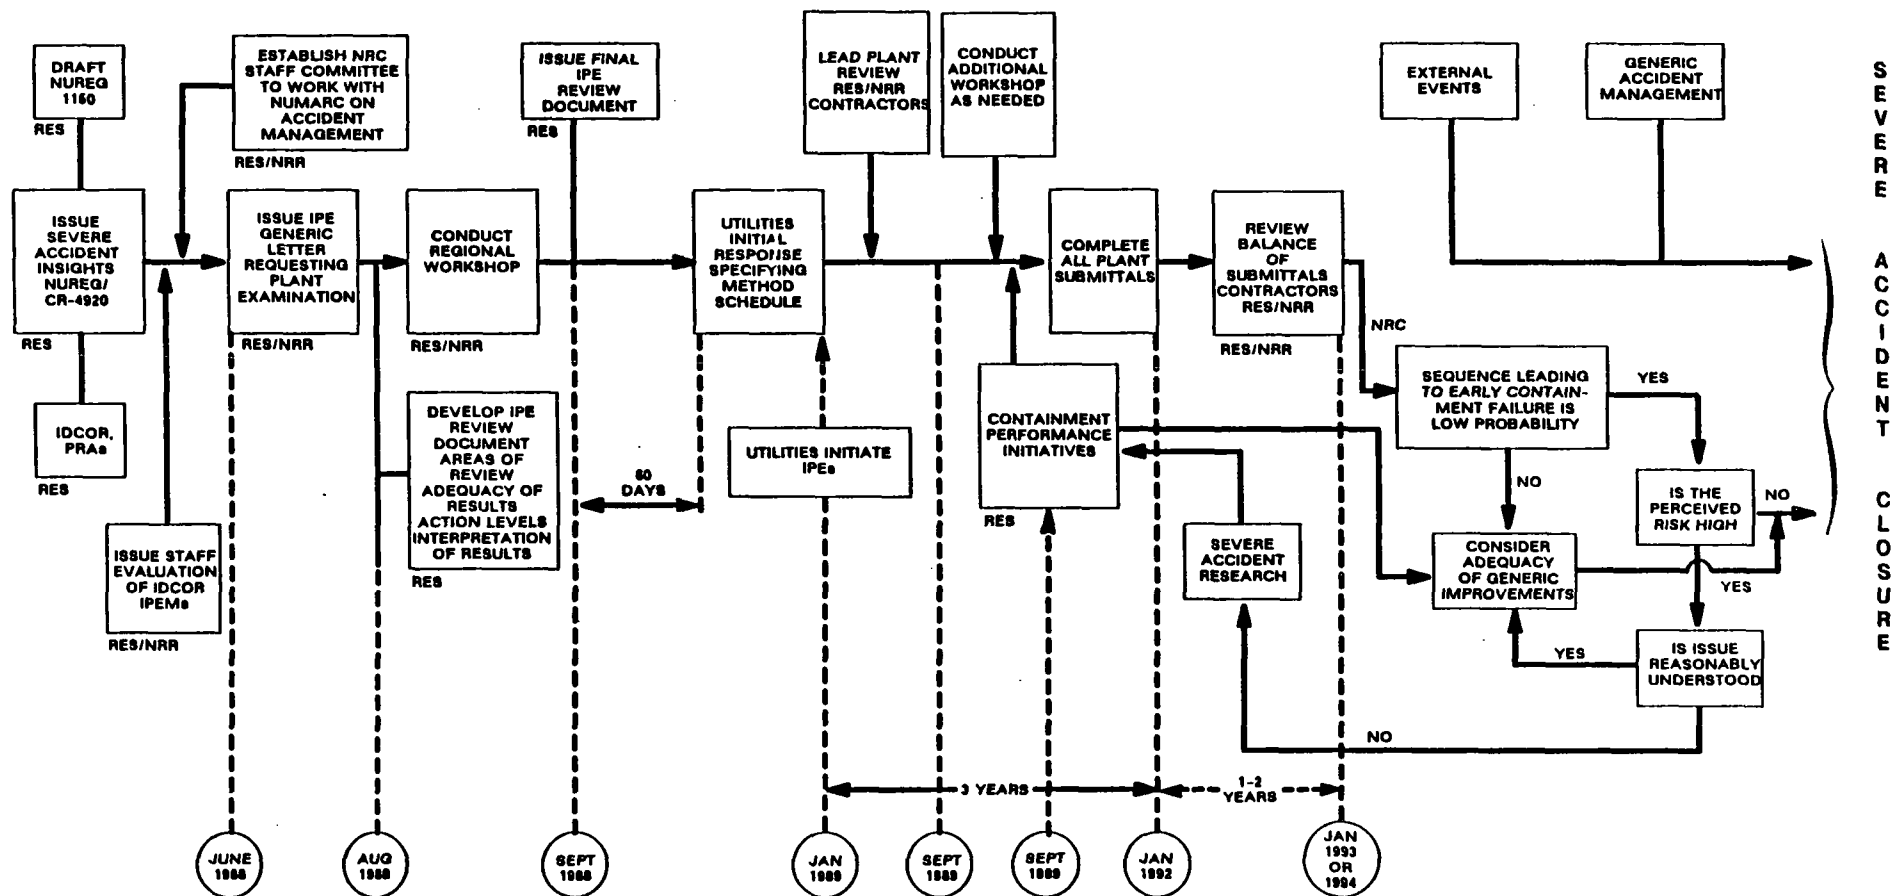 DRAFT
NUREG
1150
RES
ESTABLISH NRC
STAFF COMMITTEE
TO WORK WITH
NUMARC ON
ACCIDENT
MANAGEMENT
RES/NRR
ISSUE FINAL
IPE
REVIEW
DOCUMENT
RES
LEAD PLANT
REVIEW
RES/NRR
CONTRACTORS
CONDUCT
ADDITIONAL
WORKSHOP
AS NEEDED
EXTERNAL
EVENTS
GENERIC
ACCIDENT
MANAGEMENT
ISSUE
SEVERE
ACCIDENT
INSIGHTS
NUREG/
CR-4920
RES
ISSUE IPE
GENERIC
LETTER
REQUESTING
PLANT
EXAMINATION
RES/NRR
CONDUCT
REGIONAL
WORKSHOP
RES/NRR
UTILITIES
INITIAL
RESPONSE
SPECIFYING
METHOD
SCHEDULE
COMPLETE
ALL PLANT
SUBMITTALS
REVIEW
BALANCE
OF
SUBMITTALS
CONTRACTORS
RES/NRR
RES/NRR
NRC
SEQUENCE LEADING
TO EARLY CONTAIN-
MENT FAILURE IS
LOW PROBABILITY
YES
NO
IS THE
PERCEIVED
RISK HIGH
NO
YES
CONSIDER
ADEQUACY
OF GENERIC
IMPROVEMENTS
IS ISSUE
REASONABLY
UNDERSTOOD
YES
NO
IDCOR,
PRAs
RES
ISSUE STAFF
EVALUATION
OF IDCOR
IPEMs
RES/NRR
DEVELOP IPE
REVIEW
DOCUMENT
AREAS OF
REVIEW
ADEQUACY OF
RESULTS
ACTION LEVELS
INTERPRETATION
OF RESULTS
RES
60
DAYS
UTILITIES INITIATE
IPEs
CONTAINMENT
PERFORMANCE
INITIATIVES
RES
SEVERE
ACCIDENT
RESEARCH
3 YEARS
1-2
YEARS
JUNE
1988
AUG
1988
SEPT
1988
JAN
1989
SEPT
1989
SEPT
1989
JAN
1992
JAN
1993
OR
1994
SEVERE ACCIDENT CLOSURE